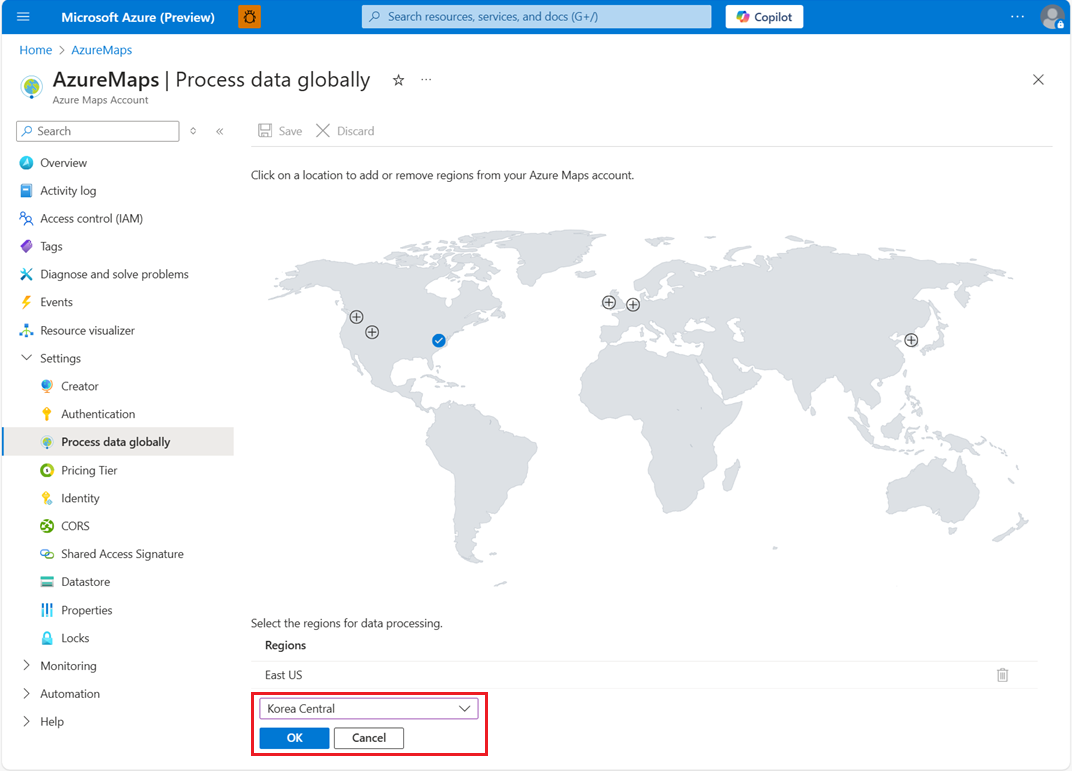 Microsoft Azure (Preview)
Search resources, services, and docs (G+/)
Copilot
Home > AzureMaps
AzureMaps | Process data globally
Azure Maps Account
Search
Save
Discard
Overview
Activity log
Access control (IAM)
Tags
Diagnose and solve problems
Events
Resource visualizer
Settings
Creator
Authentication
Process data globally
Pricing Tier
Identity
CORS
Shared Access Signature
Datastore
Properties
Locks
Monitoring
Automation
Help
Click on a location to add or remove regions from your Azure Maps account.
Select the regions for data processing.
Regions
East US
Korea Central
OK
Cancel